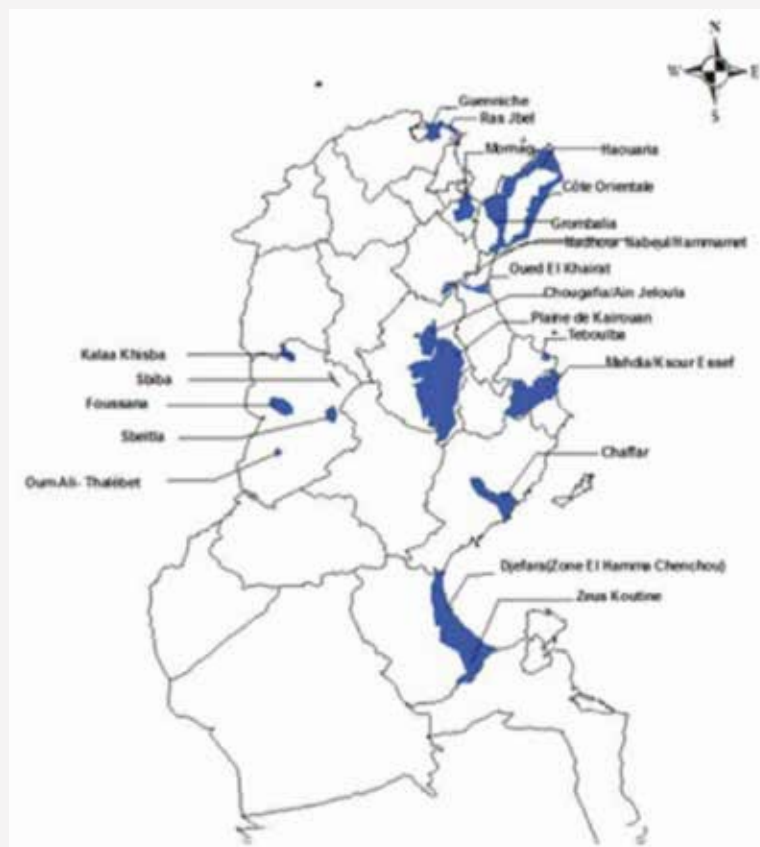 N
W E
S
Guenniche
Ras Jbel
Mornag
Haouaria
Côte Orientale
Grombalia
Nadhour Nabeul/Hammamet
Oued El Khairat
Chougafia/Ain Jeloula
Plaine de Kairouan
Teboulba
Kalaa Khisba
Mahdia/Ksour Essef
Sbiba
Foussana
Sbeitla
Chaffar
Oum Ali- Thalébet
Djefara(Zone El Hamma Chenchou)
Zeus Koutine